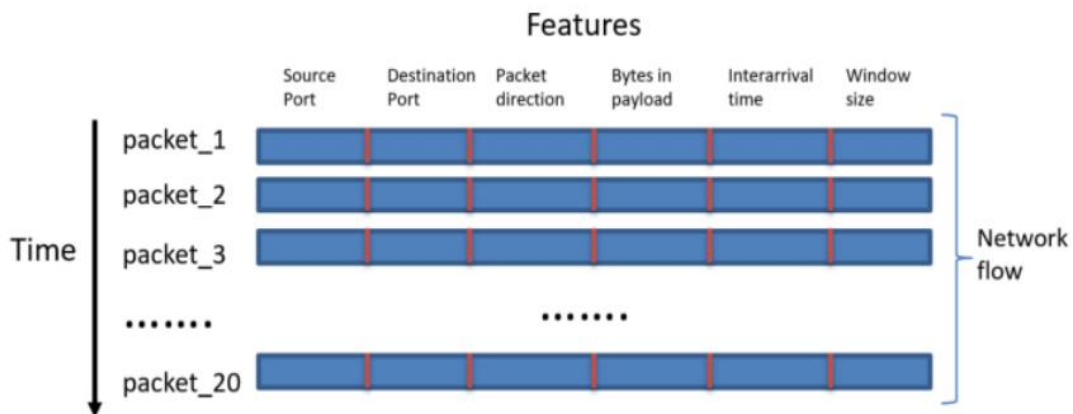 Features
Source Destination Packet Bytes in Interarrival Window
Port Port direction payload time size
packet_1
packet_2
packet_3
Time
Network
flow
....... .......
packet_20